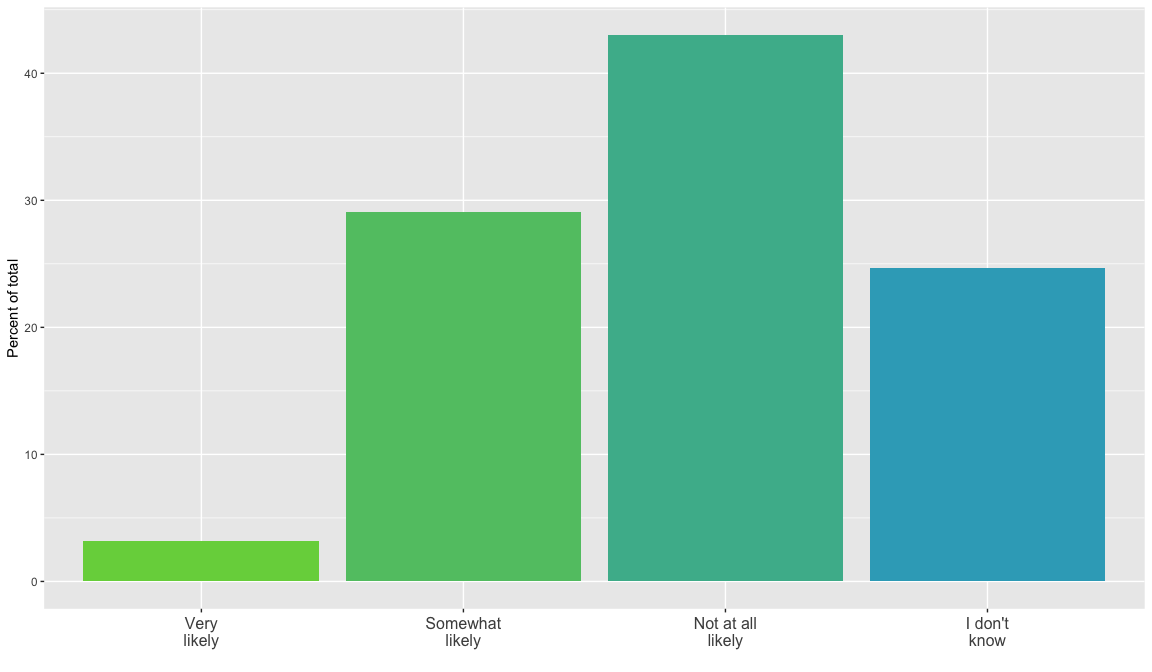 Percent of total
40
30
20
10
0
Very
likely
Somewhat
likely
Not at all
likely
I don't
know